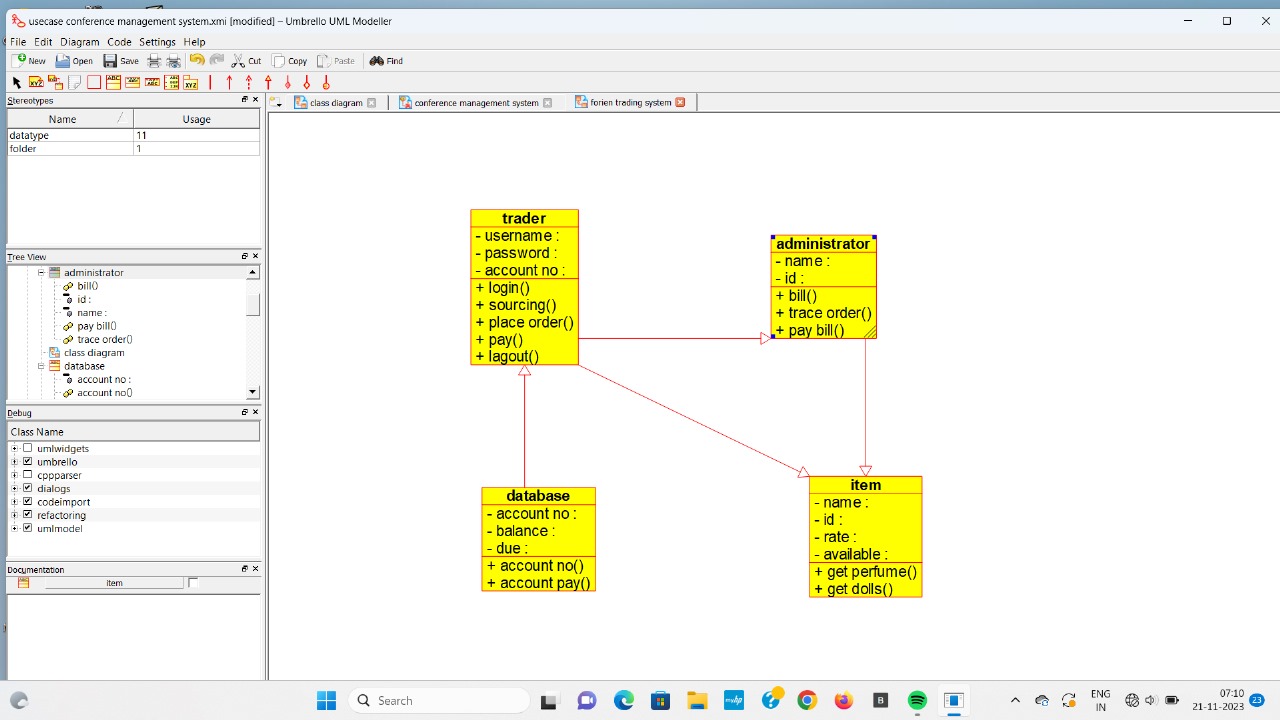 usecase conference management system.xmi [modified] – Umbrello UML Modeller
File Edit Diagram Code Settings Help
New Open Save Cut Copy Paste Find
Stereotypes
Name Usage
datatype 11
folder 1
Tree View
administrator
bill()
id :
name :
pay bill()
trace order()
class diagram
database
account no :
account no()
Debug
Class Name
umlwidgets
umbrello
cppparser
dialogs
codeimport
refactoring
umlmodel
Documentation
item
class diagram
conference management system
forien trading system
trader
- username :
- password :
- account no :
+ login()
+ sourcing()
+ place order()
+ pay()
+ lagout()
administrator
- name :
- id :
+ bill()
+ trace order()
+ pay bill()
database
- account no :
- balance :
- due :
+ account no()
+ account pay()
item
- name :
- id :
- rate :
- available :
+ get perfume()
+ get dolls()
Search
ENG
IN
07:10
21-11-2023
23